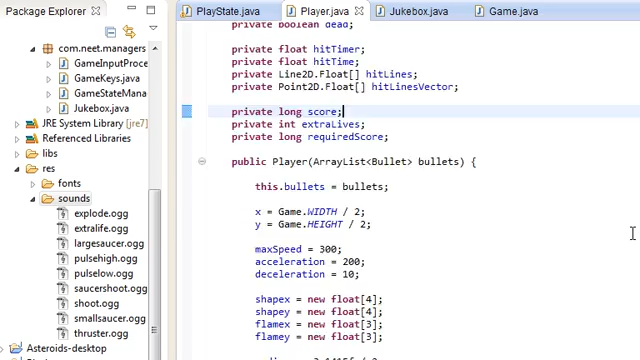 Package Explorer
com.neet.managers
GameInputProce
GameKeys.java
GameStateMana
Jukebox.java
JRE System Library [jre7]
Referenced Libraries
libs
res
fonts
sounds
explode.ogg
extralife.ogg
largesaucer.ogg
pulsehigh.ogg
pulselow.ogg
saucershoot.ogg
shoot.ogg
smallsaucer.ogg
thruster.ogg
Asteroids-desktop
PlayState.java
Player.java
Jukebox.java
Game.java
private boolean dead;
private float hitTimer;
private float hitTime;
private Line2D.Float[] hitLines;
private Point2D.Float[] hitLinesVector;
private long score;
private int extraLives;
private long requiredScore;
public Player(ArrayList<Bullet> bullets) {
this.bullets = bullets;
x = Game.WIDTH / 2;
y = Game.HEIGHT / 2;
maxSpeed = 300;
acceleration = 200;
deceleration = 10;
shapex = new float[4];
shapey = new float[4];
flamex = new float[3];
flamey = new float[3];